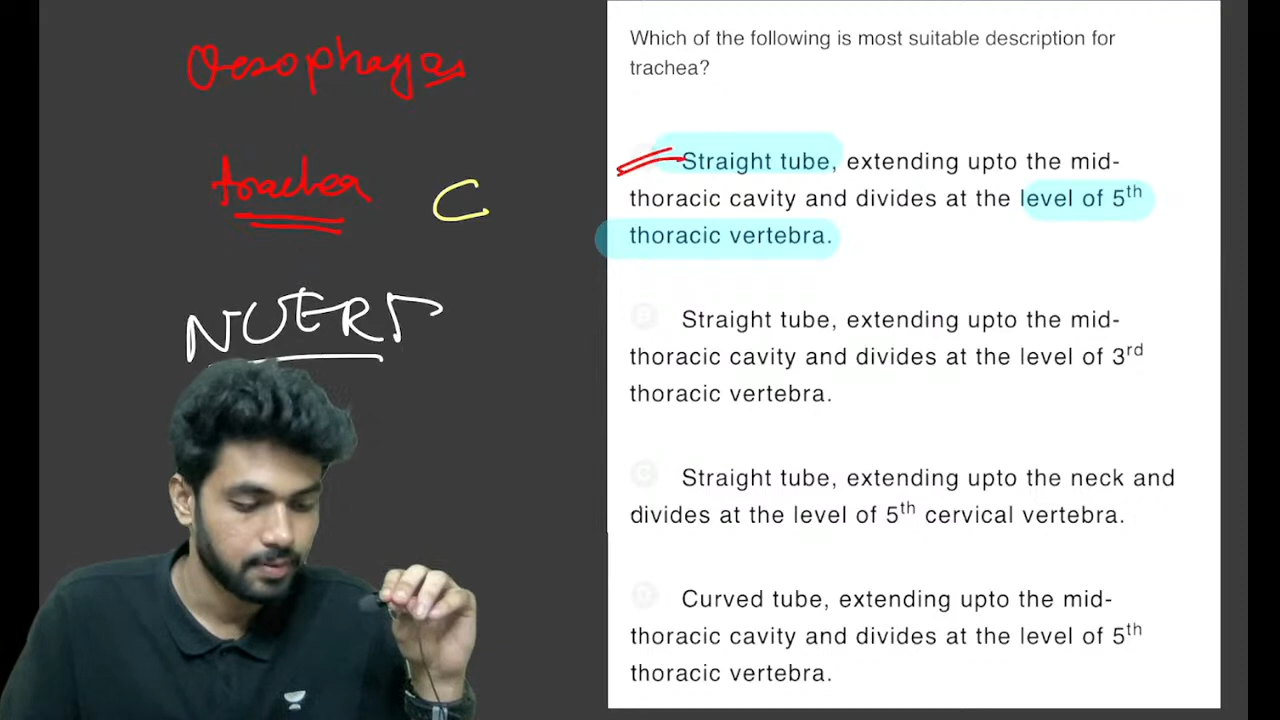 Oesophagus
trachea
C
NCERT
Which of the following is most suitable description for
trachea?
Straight tube, extending upto the mid-
thoracic cavity and divides at the level of 5th
thoracic vertebra.
B Straight tube, extending upto the mid-
thoracic cavity and divides at the level of 3rd
thoracic vertebra.
C Straight tube, extending upto the neck and
divides at the level of 5th cervical vertebra.
D Curved tube, extending upto the mid-
thoracic cavity and divides at the level of 5th
thoracic vertebra.